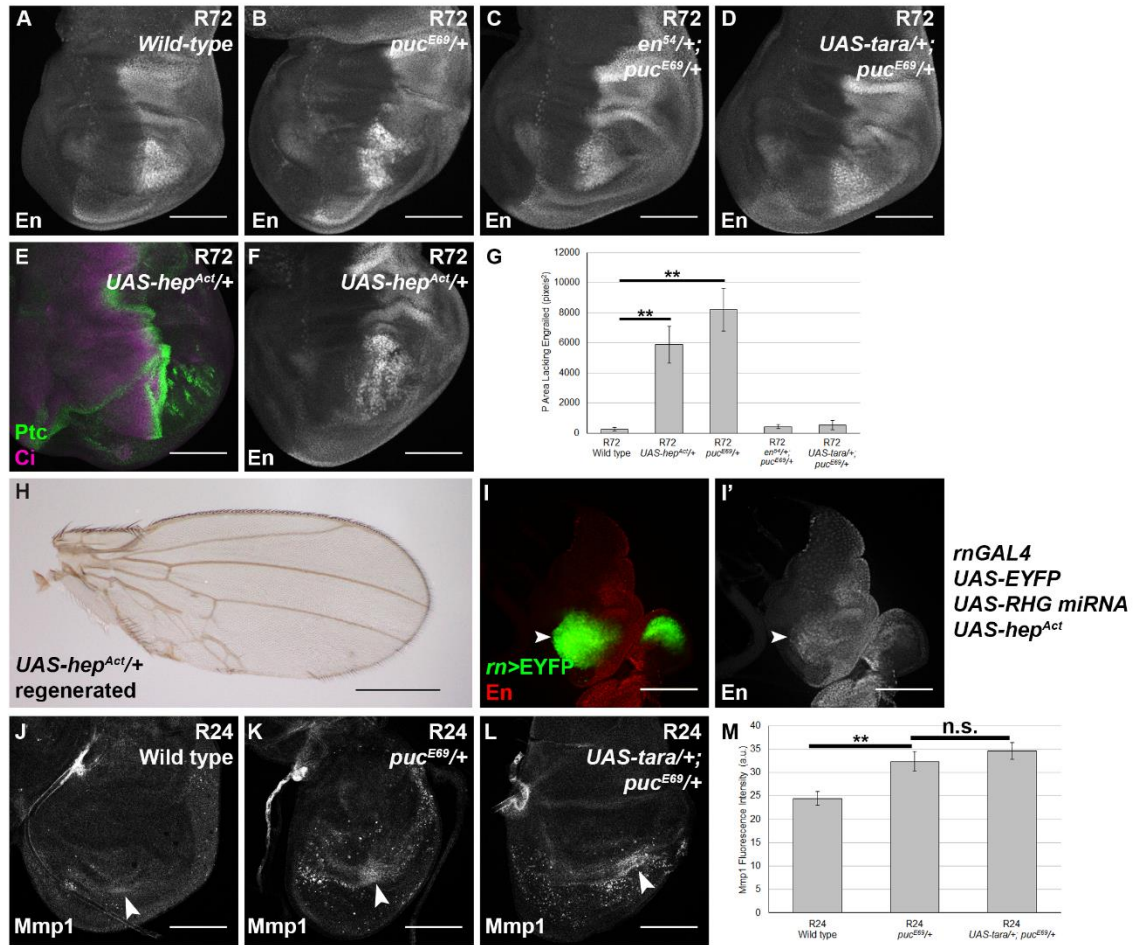 A
R72
Wild-type
En
B
R72
puc^E69/+
En
C
R72
en^54/+;
puc^E69/+
En
D
R72
UAS-tara/+;
puc^E69/+
En
E
R72
UAS-hep^Act/+
Ptc
Ci
F
R72
UAS-hep^Act/+
En
G
P Area Lacking Engrailed (pixels²)
12000
10000
8000
6000
4000
2000
0
**
**
R72
Wild type
R72
UAS-hep^Act/+
R72
puc^E69/+
R72
en^54/+;
puc^E69/+
R72
UAS-tara/+;
puc^E69/+
H
UAS-hep^Act/+
regenerated
I
rn>EYFP
En
I'
En
rnGAL4
UAS-EYFP
UAS-RHG miRNA
UAS-hep^Act
J
R24
Wild type
Mmp1
K
R24
puc^E69/+
Mmp1
L
R24
UAS-tara/+;
puc^E69/+
Mmp1
M
Mmp1 Fluorescence Intensity (a.u.)
40
35
30
25
20
15
10
5
0
**
n.s.
R24
Wild type
R24
puc^E69/+
R24
UAS-tara/+; puc^E69/+